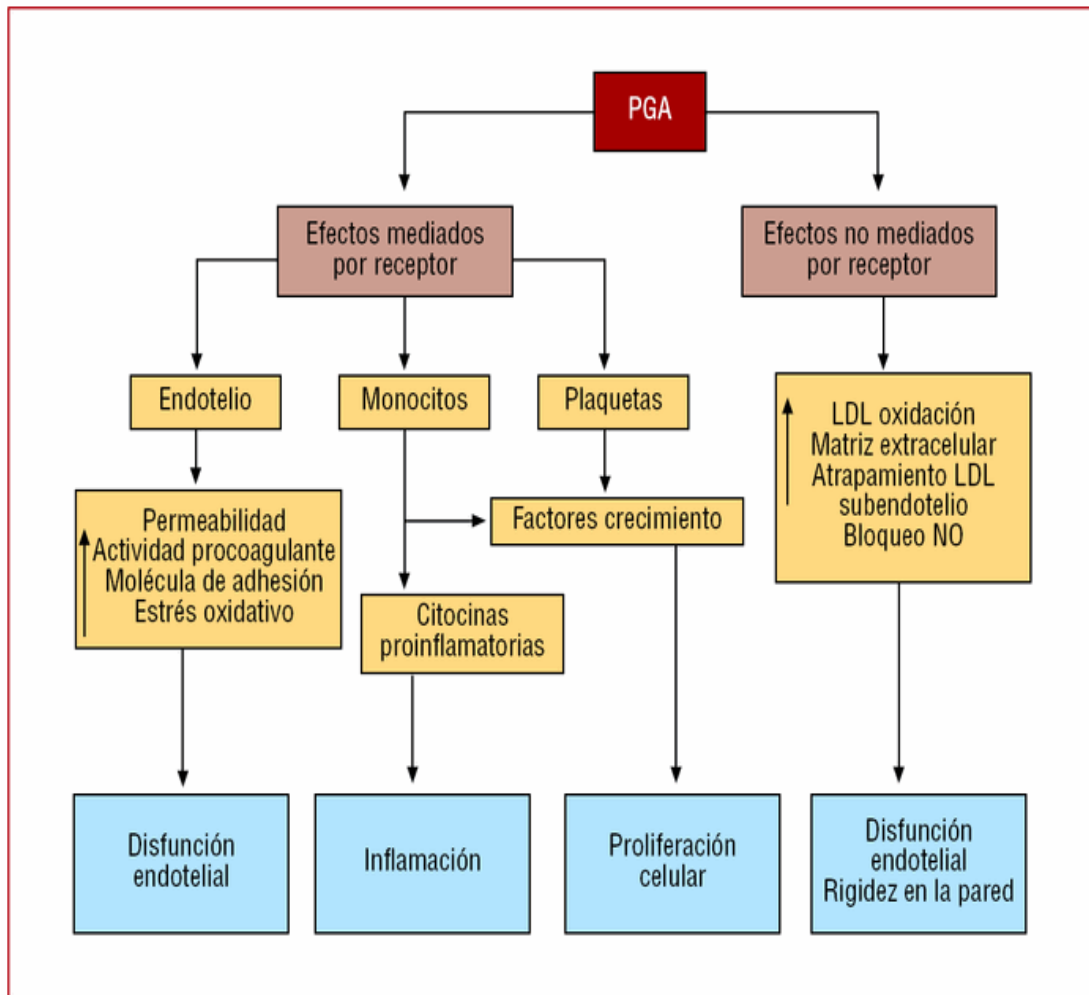 PGA
Efectos mediados
por receptor
Efectos no mediados
por receptor
Endotelio
Monocitos
Plaquetas
LDL oxidación
Matriz extracelular
Atrapamiento LDL
subendotelio
Bloqueo NO
Permeabilidad
Actividad procoagulante
Molécula de adhesión
Estrés oxidativo
Factores crecimiento
Citocinas
proinflamatorias
Disfunción
endotelial
Inflamación
Proliferación
celular
Disfunción
endotelial
Rigidez en la pared